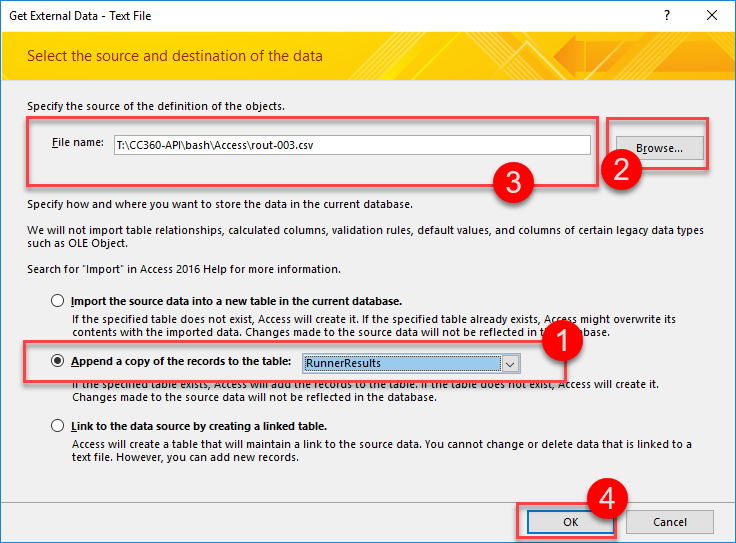 Get External Data - Text File
Select the source and destination of the data
Specify the source of the definition of the objects.
File name: T:\CC360-API\bash\Access\rout-003.csv Browse...
2
3
Specify how and where you want to store the data in the current database.
We will not import table relationships, calculated columns, validation rules, default values, and columns of certain legacy data types
such as OLE Object.
Search for "Import" in Access 2016 Help for more information.
Import the source data into a new table in the current database.
If the specified table does not exist, Access will create it. If the specified table already exists, Access might overwrite its
contents with the imported data. Changes made to the source data will not be reflected in database.
1
Append a copy of the records to the table: RunnerResults
If the specified table exists, Access will add the records to the table. If the table does not exist, Access will create it.
Changes made to the source data will not be reflected in the database.
Link to the data source by creating a linked table.
Access will create a table that will maintain a link to the source data. You cannot change or delete data that is linked to a
text file. However, you can add new records.
4
OK Cancel